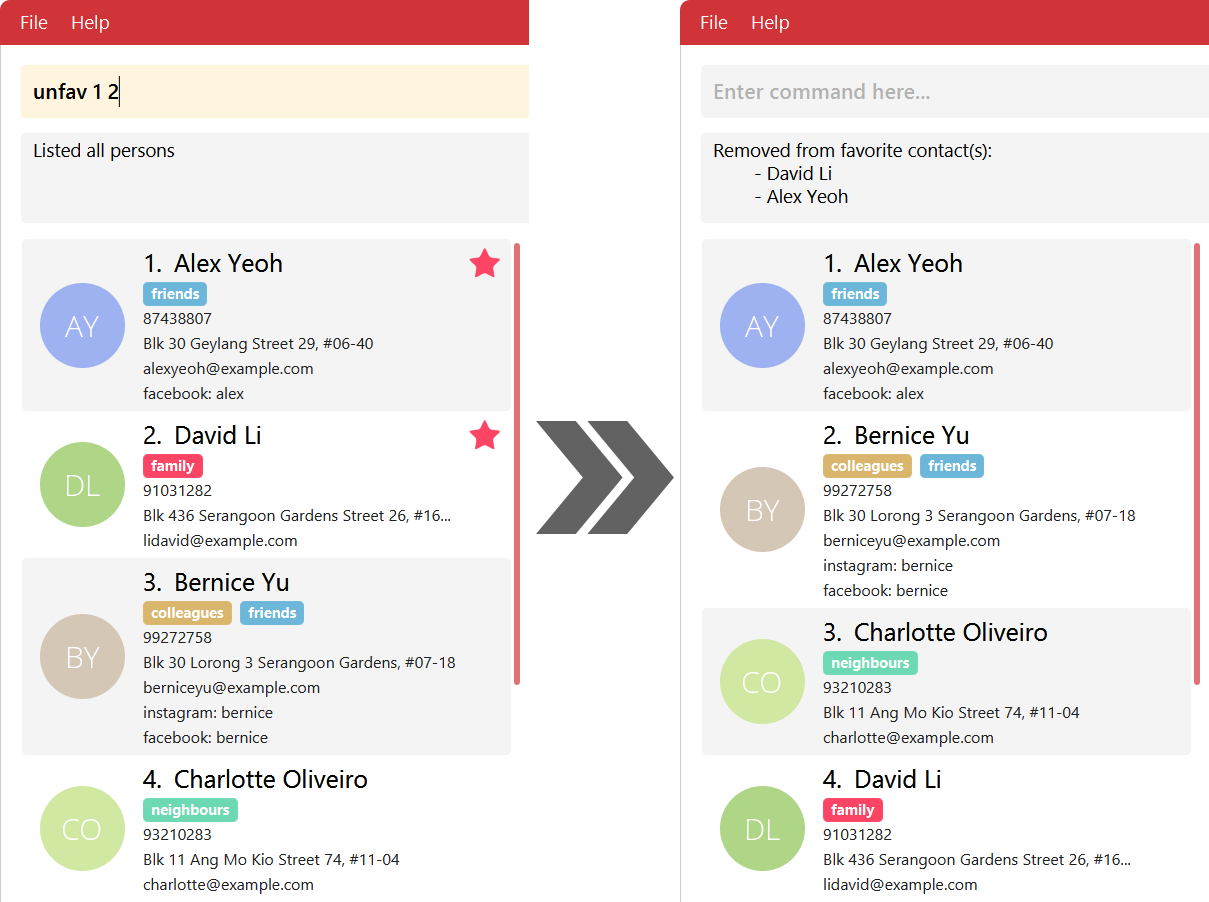 File Help
unfav 1 2
Listed all persons
1. Alex Yeoh
friends
AY
87438807
Blk 30 Geylang Street 29, #06-40
alexyeoh@example.com
facebook: alex
2. David Li
family
DL
91031282
Blk 436 Serangoon Gardens Street 26, #16...
lidavid@example.com
3. Bernice Yu
colleagues friends
BY
99272758
Blk 30 Lorong 3 Serangoon Gardens, #07-18
berniceyu@example.com
instagram: bernice
facebook: bernice
4. Charlotte Oliveiro
neighbours
CO
93210283
Blk 11 Ang Mo Kio Street 74, #11-04
charlotte@example.com
File Help
Enter command here...
Removed from favorite contact(s):
- David Li
- Alex Yeoh
1. Alex Yeoh
friends
AY
87438807
Blk 30 Geylang Street 29, #06-40
alexyeoh@example.com
facebook: alex
2. Bernice Yu
colleagues friends
BY
99272758
Blk 30 Lorong 3 Serangoon Gardens, #07-18
berniceyu@example.com
instagram: bernice
facebook: bernice
3. Charlotte Oliveiro
neighbours
CO
93210283
Blk 11 Ang Mo Kio Street 74, #11-04
charlotte@example.com
4. David Li
family
DL
91031282
Blk 436 Serangoon Gardens Street 26, #16...
lidavid@example.com